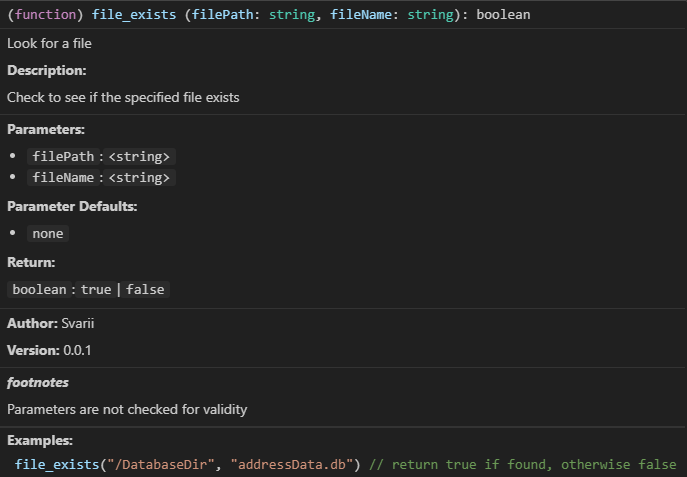 (function) file_exists (filePath: string, fileName: string): boolean
Look for a file
Description:
Check to see if the specified file exists
Parameters:
• filePath : <string>
• fileName : <string>
Parameter Defaults:
• none
Return:
boolean : true | false
Author: Svarii
Version: 0.0.1
footnotes
Parameters are not checked for validity
Examples:
file_exists("/DatabaseDir", "addressData.db") // return true if found, otherwise false